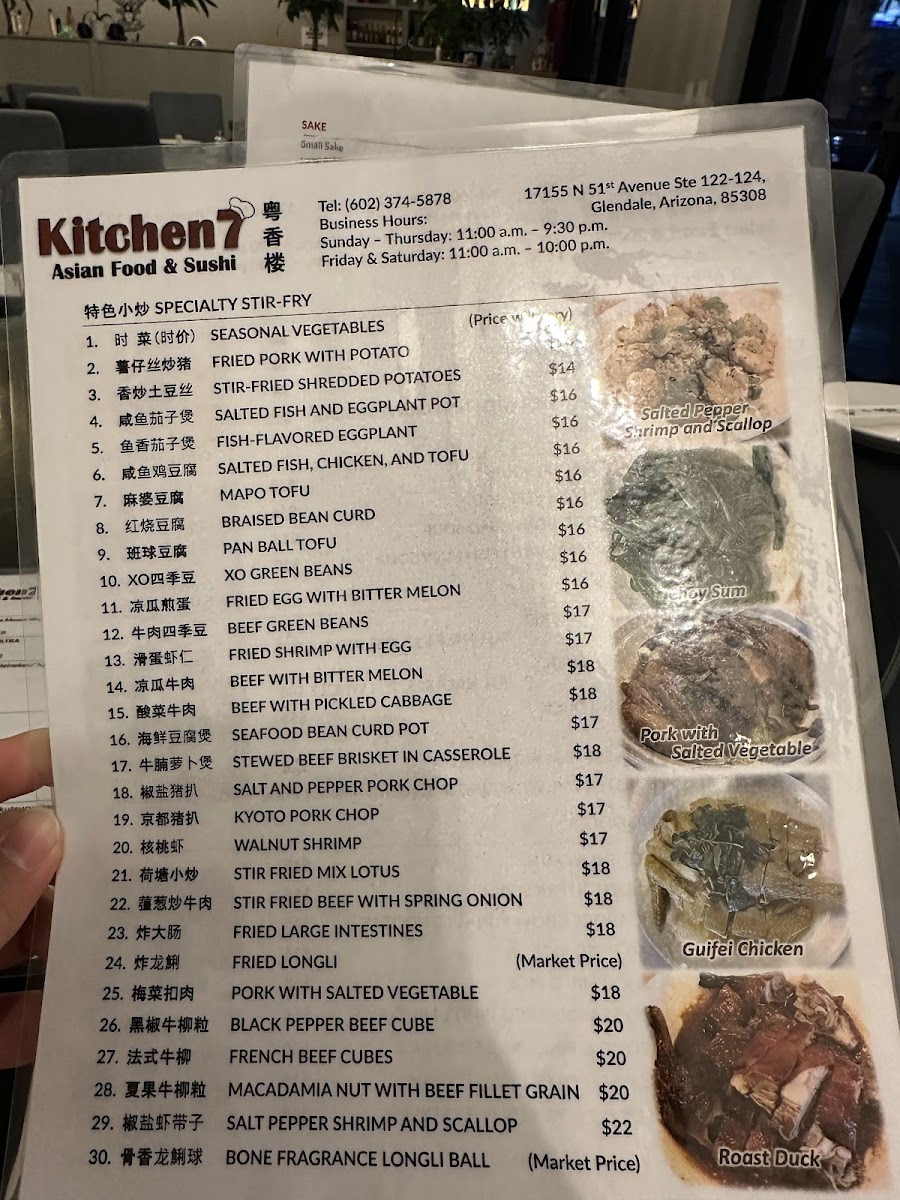 SAKE
Small Sake
Kitchen7
Asian Food & Sushi
粤香楼
Tel: (602) 374-5878
Business Hours:
Sunday – Thursday: 11:00 a.m. – 9:30 p.m.
Friday & Saturday: 11:00 a.m. – 10:00 p.m.
17155 N 51st Avenue Ste 122-124,
Glendale, Arizona, 85308
特色小炒 SPECIALTY STIR-FRY
1. 时 菜(时价) SEASONAL VEGETABLES (Price
2. 薯仔丝炒猪 FRIED PORK WITH POTATO
3. 香炒土豆丝 STIR-FRIED SHREDDED POTATOES $14
4. 咸鱼茄子煲 SALTED FISH AND EGGPLANT POT $16
5. 鱼香茄子煲 FISH-FLAVORED EGGPLANT $16
6. 咸鱼鸡豆腐 SALTED FISH, CHICKEN, AND TOFU $16
7. 麻婆豆腐 MAPO TOFU $16
8. 红烧豆腐 BRAISED BEAN CURD $16
9. 班球豆腐 PAN BALL TOFU $16
10. XO四季豆 XO GREEN BEANS $16
11. 凉瓜煎蛋 FRIED EGG WITH BITTER MELON $16
12. 牛肉四季豆 BEEF GREEN BEANS $17
13. 滑蛋虾仁 FRIED SHRIMP WITH EGG $17
14. 凉瓜牛肉 BEEF WITH BITTER MELON $18
15. 酸菜牛肉 BEEF WITH PICKLED CABBAGE $18
16. 海鲜豆腐煲 SEAFOOD BEAN CURD POT $17
17. 牛腩萝卜煲 STEWED BEEF BRISKET IN CASSEROLE $18
18. 椒盐猪扒 SALT AND PEPPER PORK CHOP $17
19. 京都猪扒 KYOTO PORK CHOP $17
20. 核桃虾 WALNUT SHRIMP $17
21. 荷塘小炒 STIR FRIED MIX LOTUS $18
22. 薑葱炒牛肉 STIR FRIED BEEF WITH SPRING ONION $18
23. 炸大肠 FRIED LARGE INTESTINES $18
24. 炸龙脷 FRIED LONGLI (Market Price)
25. 梅菜扣肉 PORK WITH SALTED VEGETABLE $18
26. 黑椒牛柳粒 BLACK PEPPER BEEF CUBE $20
27. 法式牛柳 FRENCH BEEF CUBES $20
28. 夏果牛柳粒 MACADAMIA NUT WITH BEEF FILLET GRAIN $20
29. 椒盐虾带子 SALT PEPPER SHRIMP AND SCALLOP $22
30. 骨香龙脷球 BONE FRAGRANCE LONGLI BALL (Market Price)
Salted Pepper
Shrimp and Scallop
Choy Sum
Pork with
Salted Vegetable
Guifei Chicken
Roast Duck